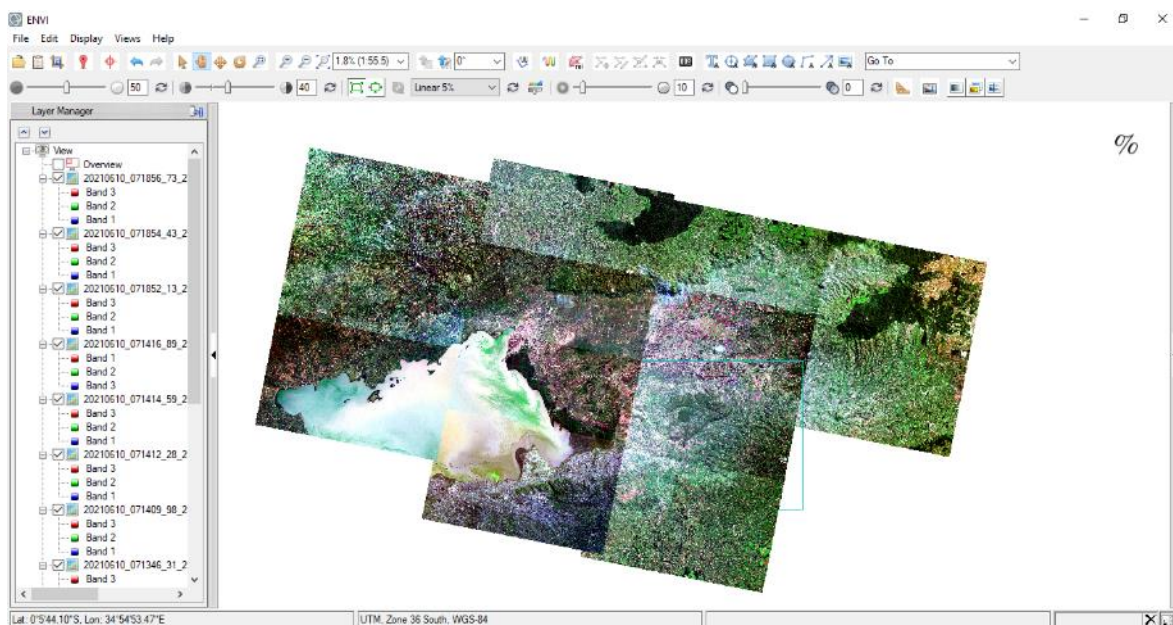 ENVI
File Edit Display Views Help
1.8% (1:55.5) 0° Go To
50 40 Linear 5% 10 0
Layer Manager
View
Overview
20210610_071856_73_2
Band 3
Band 2
Band 1
20210610_071854_43_2
Band 3
Band 2
Band 1
20210610_071852_13_2
Band 3
Band 2
Band 1
20210610_071416_89_2
Band 1
Band 2
Band 3
20210610_071414_59_2
Band 3
Band 2
Band 1
20210610_071412_28_2
Band 3
Band 2
Band 1
20210610_071409_98_2
Band 3
Band 2
Band 1
20210610_071346_31_2
Band 3
%
Lat: 0°5'44.10"S, Lon: 34°54'53.47"E UTM, Zone 36 South, WGS-84